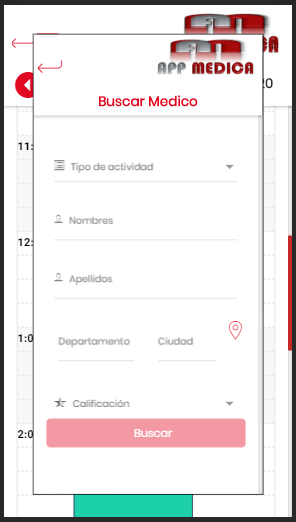 APP MEDICA
Buscar Medico
20
11:
Tipo de actividad
Nombres
12:
Apellidos
1:0
Departamento Ciudad
Calificación
2:0
Buscar